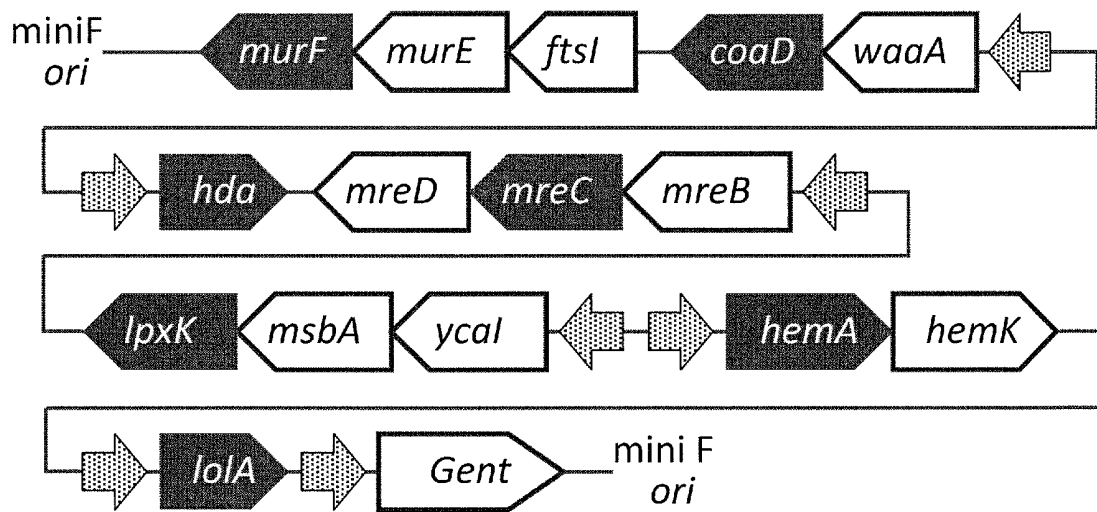 miniF ori murF murE ftsI coaD waaA
hda mreD mreC mreB
lpxK msbA ycaI hemA hemK
lolA Gent mini F ori